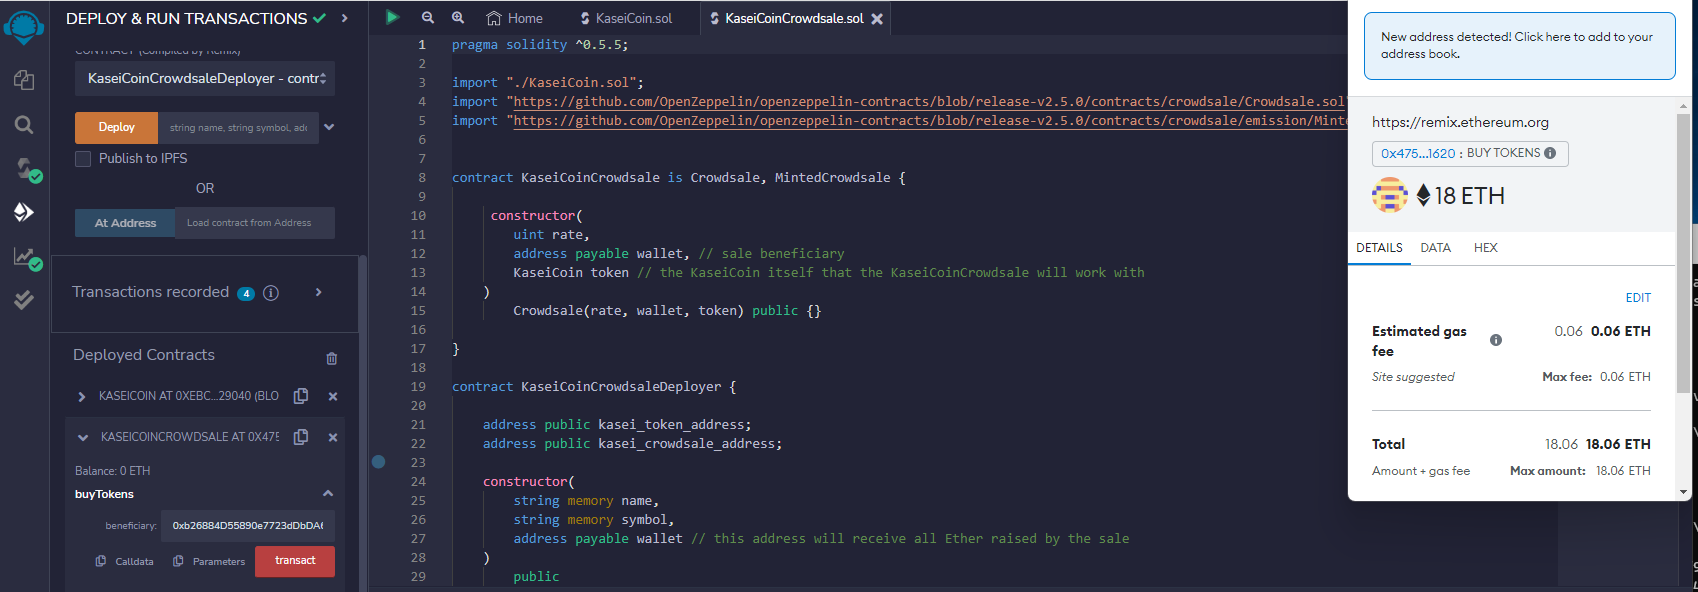 DEPLOY & RUN TRANSACTIONS
CONTRACT (Compiled by Remix)
KaseiCoinCrowdsaleDeployer - contr
Deploy
string name, string symbol, ad
Publish to IPFS
OR
At Address
Load contract from Address
Transactions recorded 4
Deployed Contracts
KASEICOIN AT 0XEBC...29040 (BLO
KASEICOINCROWDSALE AT 0X475
Balance: 0 ETH
buyTokens
beneficiary: 0xb26884D55890e7723dDbDA6
Calldata
Parameters
transact
Home
KaseiCoin.sol
KaseiCoinCrowdsale.sol
1 pragma solidity ^0.5.5;
2
3 import "./KaseiCoin.sol";
4 import "https://github.com/OpenZeppelin/openzeppelin-contracts/blob/release-v2.5.0/contracts/crowdsale/Crowdsale.sol"
5 import "https://github.com/OpenZeppelin/openzeppelin-contracts/blob/release-v2.5.0/contracts/crowdsale/emission/Minte
6
7
8 contract KaseiCoinCrowdsale is Crowdsale, MintedCrowdsale {
9
10 constructor(
11 uint rate,
12 address payable wallet, // sale beneficiary
13 KaseiCoin token // the KaseiCoin itself that the KaseiCoinCrowdsale will work with
14 )
15 Crowdsale(rate, wallet, token) public {}
16
17 }
18
19 contract KaseiCoinCrowdsaleDeployer {
20
21 address public kasei_token_address;
22 address public kasei_crowdsale_address;
23
24 constructor(
25 string memory name,
26 string memory symbol,
27 address payable wallet // this address will receive all Ether raised by the sale
28 )
29 public
New address detected! Click here to add to your
address book.
https://remix.ethereum.org
0x475...1620 : BUY TOKENS
18 ETH
DETAILS
DATA
HEX
EDIT
Estimated gas
fee
0.06 0.06 ETH
Site suggested
Max fee: 0.06 ETH
Total
18.06 18.06 ETH
Amount + gas fee
Max amount: 18.06 ETH